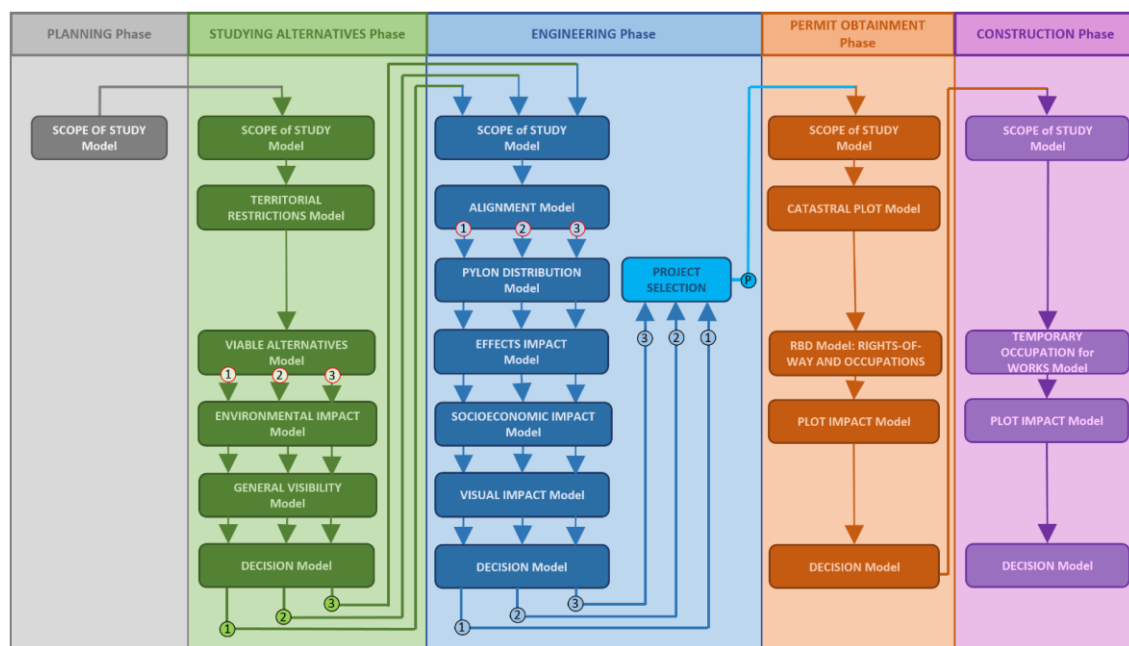 PLANNING Phase
STUDYING ALTERNATIVES Phase
ENGINEERING Phase
PERMIT OBTAINMENT
Phase
CONSTRUCTION Phase
SCOPE OF STUDY
Model
SCOPE of STUDY
Model
TERRITORIAL
RESTRICTIONS Model
VIABLE ALTERNATIVES
Model
1
2
3
ENVIRONMENTAL IMPACT
Model
GENERAL VISIBILITY
Model
DECISION Model
3
2
1
SCOPE of STUDY
Model
ALIGNMENT Model
1
2
3
PYLON DISTRIBUTION
Model
EFFECTS IMPACT
Model
SOCIOECONOMIC IMPACT
Model
VISUAL IMPACT Model
DECISION Model
3
2
1
PROJECT
SELECTION
P
3
2
1
SCOPE of STUDY
Model
CATASTRAL PLOT Model
RBD Model: RIGHTS-OF-
WAY AND OCCUPATIONS
PLOT IMPACT Model
DECISION Model
SCOPE of STUDY
Model
TEMPORARY
OCCUPATION for
WORKS Model
PLOT IMPACT Model
DECISION Model